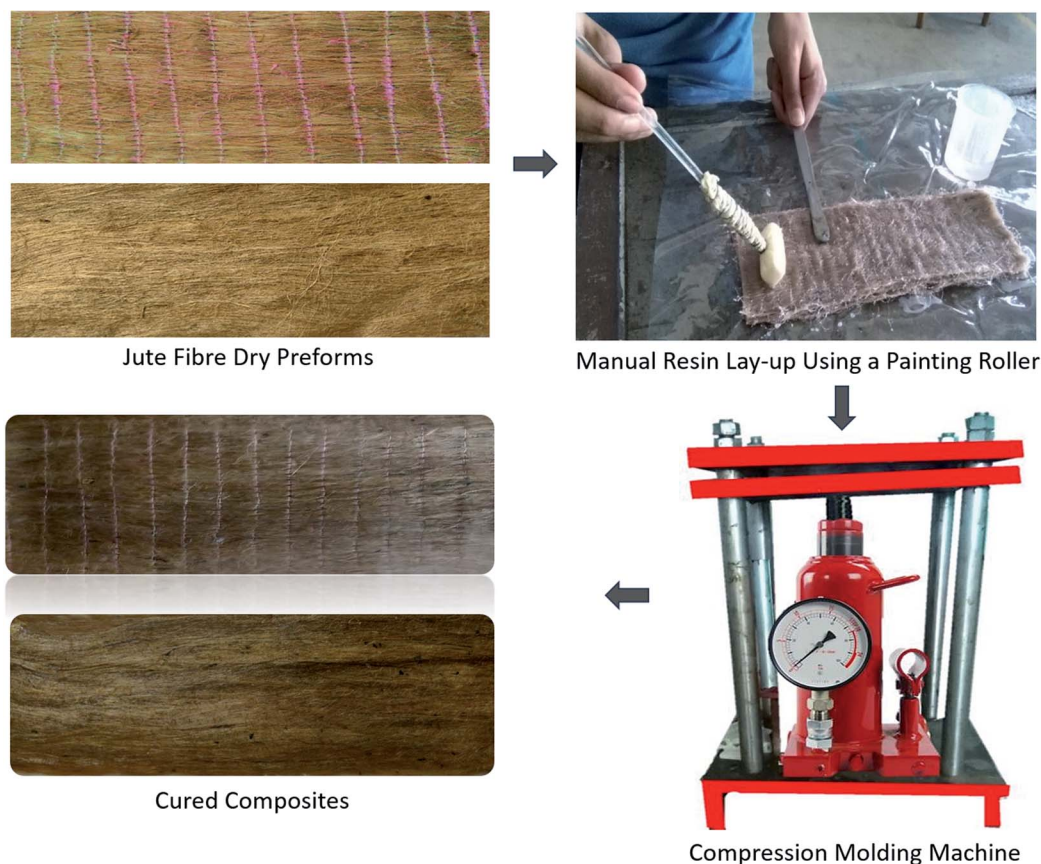 Jute Fibre Dry Preforms
Manual Resin Lay-up Using a Painting Roller
Cured Composites
Compression Molding Machine